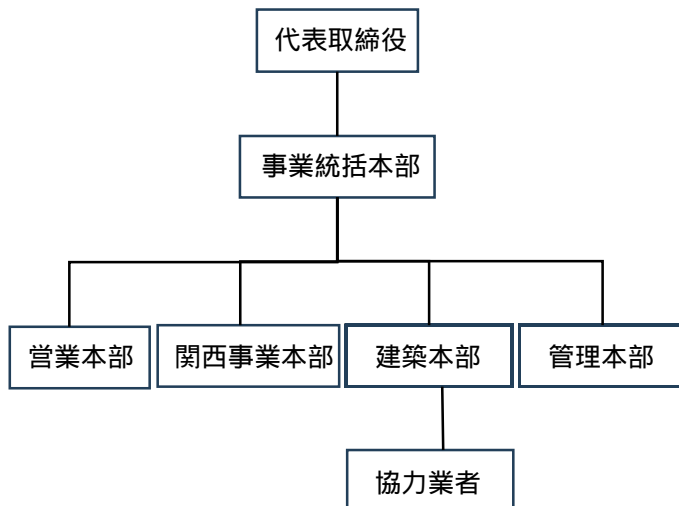 代表取締役
事業統括本部
営業本部
関西事業本部
建築本部
管理本部
協力業者